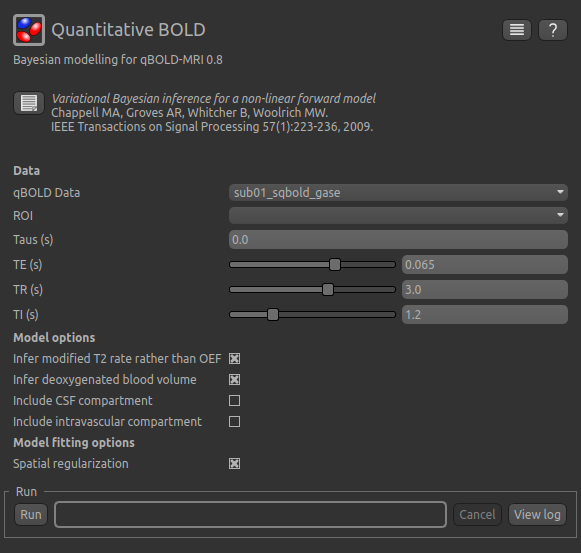 Quantitative BOLD
?
Bayesian modelling for qBOLD-MRI 0.8
Variational Bayesian inference for a non-linear forward model
Chappell MA, Groves AR, Whitcher B, Woolrich MW.
IEEE Transactions on Signal Processing 57(1):223-236, 2009.
Data
qBOLD Data sub01_sqbold_gase
ROI
Taus (s) 0.0
TE (s) 0.065
TR (s) 3.0
TI (s) 1.2
Model options
Infer modified T2 rate rather than OEF
Infer deoxygenated blood volume
Include CSF compartment
Include intravascular compartment
Model fitting options
Spatial regularization
Run
Run Cancel View log